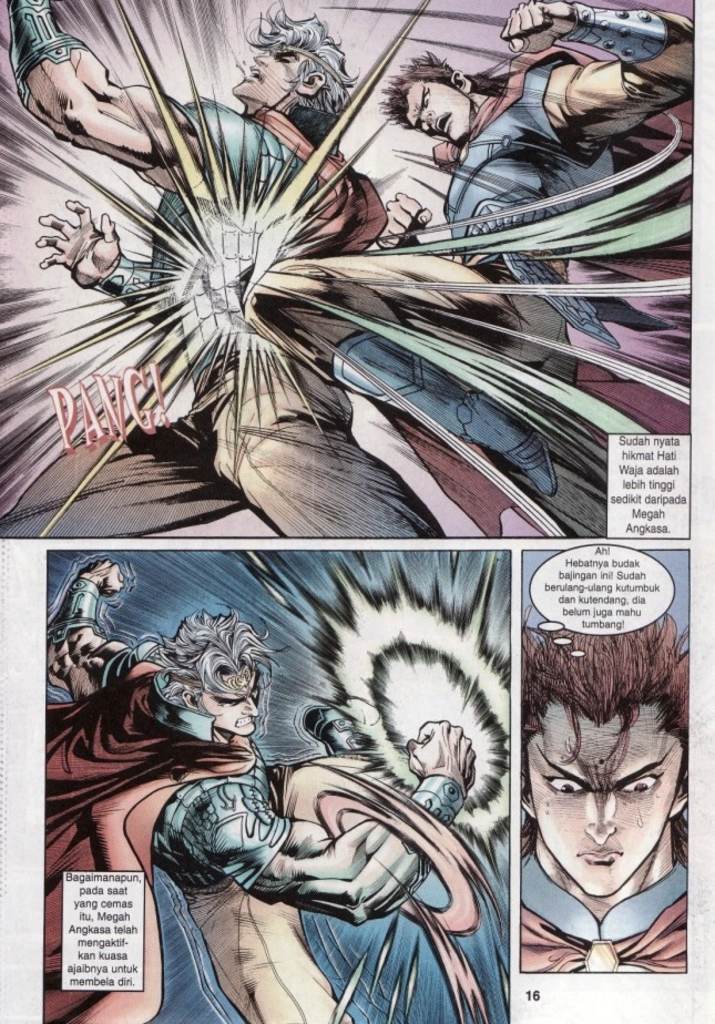 PANG!
Sudah nyata
hikmat Hati
Waja adalah
lebih tinggi
sedikit daripada
Megah
Angkasa.
Ah!
Hebatnya budak
bajingan ini! Sudah
berulang-ulang kutumbuk
dan kutendang, dia
belum juga mahu
tumbang!
Bagaimanapun,
pada saat
yang cemas
itu, Megah
Angkasa telah
mengaktif-
kan kuasa
ajaibnya untuk
membela diri.
16